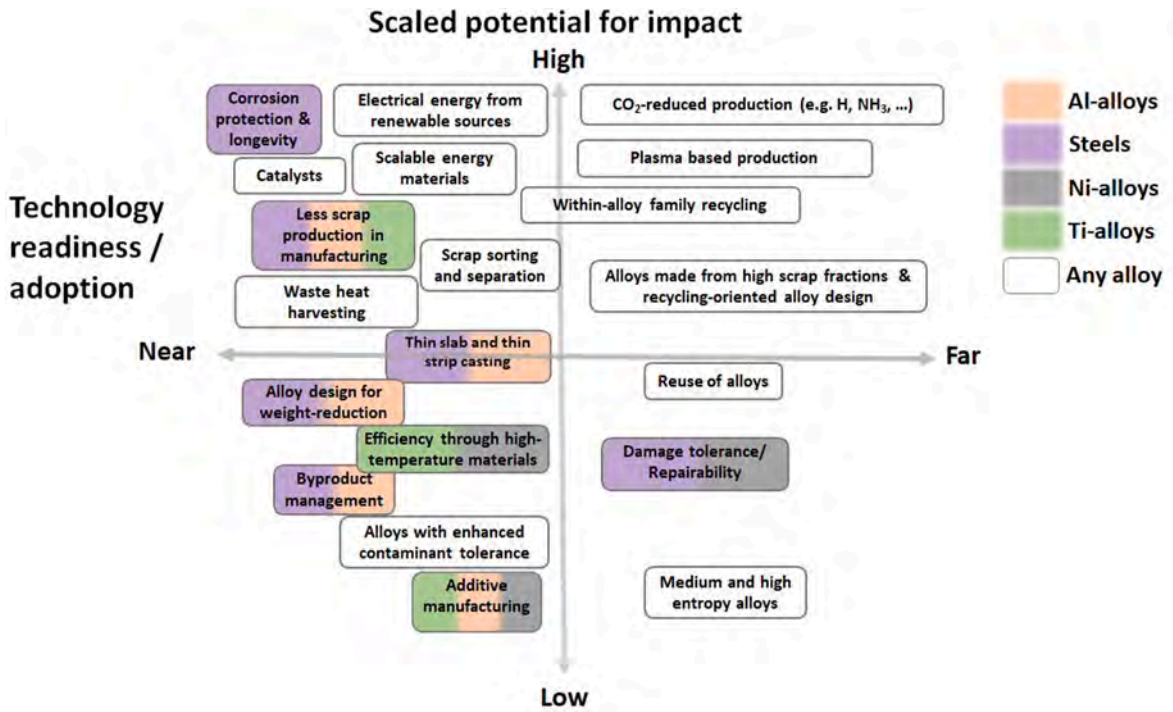 Scaled potential for impact
High
Corrosion
protection &
longevity
Electrical energy from
renewable sources
CO₂-reduced production (e.g. H, NH₃, ...)
Catalysts
Scalable energy
materials
Plasma based production
Within-alloy family recycling
Technology
readiness /
adoption
Less scrap
production in
manufacturing
Scrap sorting
and separation
Waste heat
harvesting
Alloys made from high scrap fractions &
recycling-oriented alloy design
Near
Thin slab and thin
strip casting
Far
Alloy design for
weight-reduction
Reuse of alloys
Efficiency through high-
temperature materials
Damage tolerance/
Repairability
Byproduct
management
Alloys with enhanced
contaminant tolerance
Additive
manufacturing
Medium and high
entropy alloys
Low
Al-alloys
Steels
Ni-alloys
Ti-alloys
Any alloy